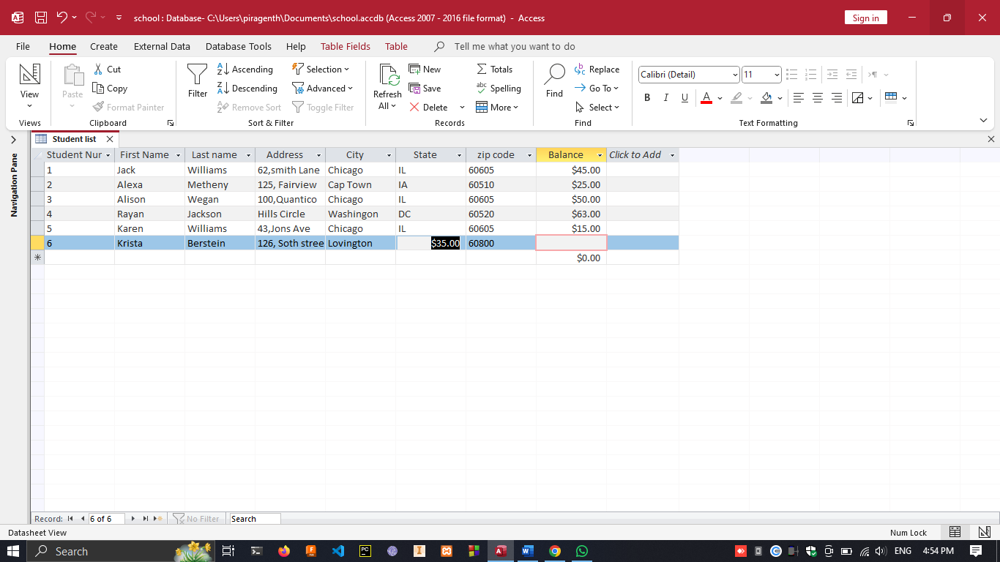 school : Database- C:\Users\piragenth\Documents\school.accdb (Access 2007 - 2016 file format)  -  Access
Sign in
File Home Create External Data Database Tools Help Table Fields Table Tell me what you want to do
View
Views
Paste
Cut
Copy
Format Painter
Clipboard
Filter
Ascending
Descending
Remove Sort
Selection
Advanced
Toggle Filter
Sort & Filter
Refresh
All
New
Save
Delete
Totals
Spelling
More
Records
Find
Replace
Go To
Select
Find
Calibri (Detail) 11
B I U A
Text Formatting
Navigation Pane
Student list
Student Nur First Name Last name Address City State zip code Balance Click to Add
1 Jack Williams 62,smith Lane Chicago IL 60605 $45.00
2 Alexa Metheny 125, Fairview Cap Town IA 60510 $25.00
3 Alison Wegan 100,Quantico Chicago IL 60605 $50.00
4 Rayan Jackson Hills Circle Washingon DC 60520 $63.00
5 Karen Williams 43,Jons Ave Chicago IL 60605 $15.00
6 Krista Berstein 126, Soth stree Lovington $35.00 60800
$0.00
Record: 6 of 6 No Filter Search
Datasheet View Num Lock
Search ENG 4:54 PM